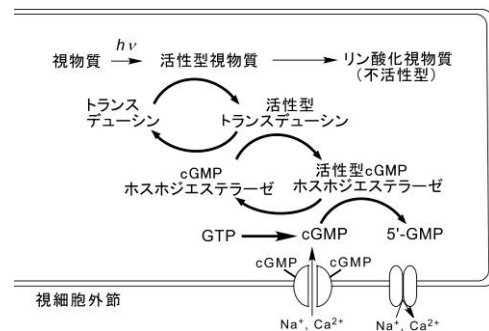 hν
視物質
活性型視物質
リン酸化視物質
(不活性型)
トランス
デューシン
活性型
トランスデューシン
cGMP
ホスホジエステラーゼ
活性型cGMP
ホスホジエステラーゼ
GTP
cGMP
5'-GMP
cGMP
cGMP
視細胞外節
Na⁺, Ca²⁺
Na⁺, Ca²⁺